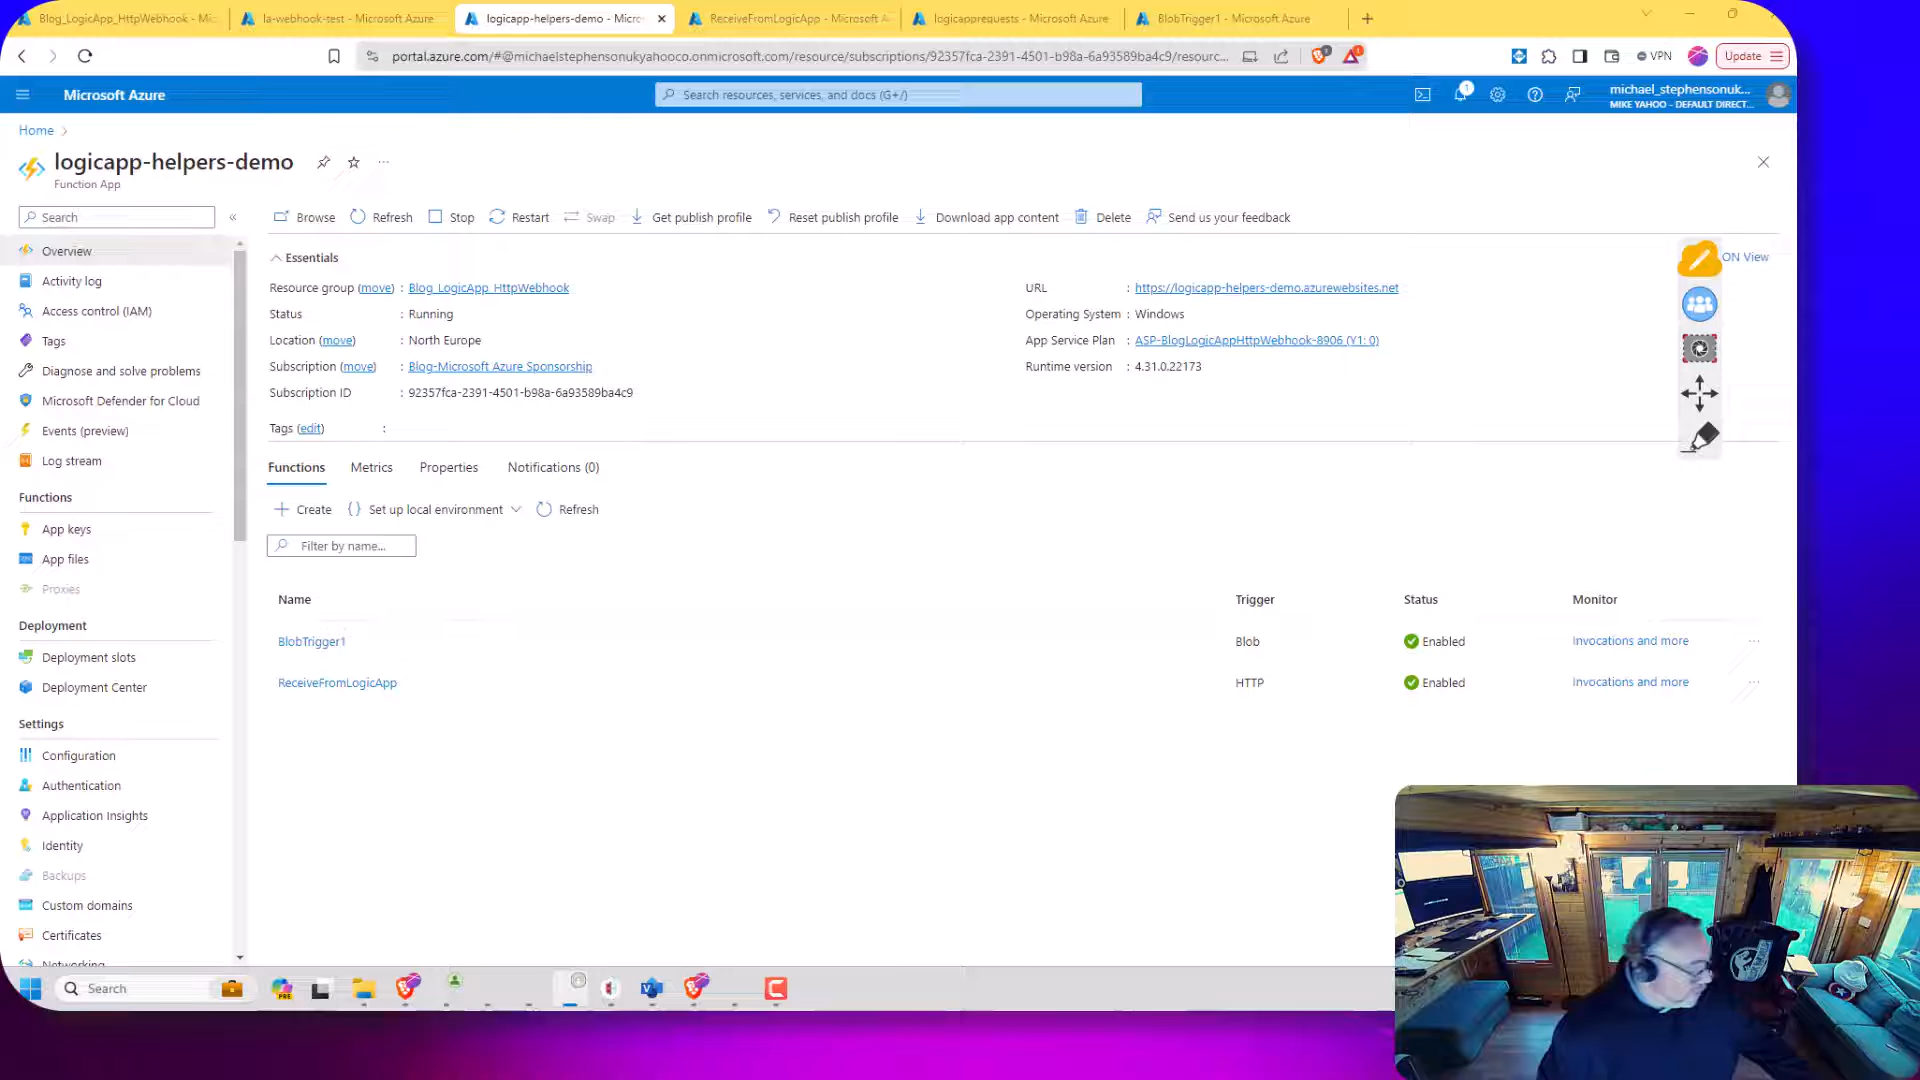 Blog_LogicApp_HttpWebhook - Mic
la-webhook-test - Microsoft Azure
logicapp-helpers-demo - Micros
ReceiveFromLogicApp - Microsoft A
logicapprequests - Microsoft Azure
BlobTrigger1 - Microsoft Azure
portal.azure.com/#@michaelstephensonukyahooco.onmicrosoft.com/resource/subscriptions/92357fca-2391-4501-b98a-6a93589ba4c9/resourc...
VPN
Update
Microsoft Azure
Search resources, services, and docs (G+/)
1
michael_stephensonuk...
MIKE YAHOO - DEFAULT DIRECT...
Home
logicapp-helpers-demo
Function App
Search
Browse
Refresh
Stop
Restart
Swap
Get publish profile
Reset publish profile
Download app content
Delete
Send us your feedback
Overview
Activity log
Access control (IAM)
Tags
Diagnose and solve problems
Microsoft Defender for Cloud
Events (preview)
Log stream
Functions
App keys
App files
Proxies
Deployment
Deployment slots
Deployment Center
Settings
Configuration
Authentication
Application Insights
Identity
Backups
Custom domains
Certificates
Networking
Essentials
ON View
Resource group (move) : Blog_LogicApp_HttpWebhook
Status : Running
Location (move) : North Europe
Subscription (move) : Blog-Microsoft Azure Sponsorship
Subscription ID : 92357fca-2391-4501-b98a-6a93589ba4c9
Tags (edit) :
URL : https://logicapp-helpers-demo.azurewebsites.net
Operating System : Windows
App Service Plan : ASP-BlogLogicAppHttpWebhook-8906 (Y1: 0)
Runtime version : 4.31.0.22173
Functions
Metrics
Properties
Notifications (0)
Create
Set up local environment
Refresh
Filter by name...
Name Trigger Status Monitor
BlobTrigger1 Blob Enabled Invocations and more
ReceiveFromLogicApp HTTP Enabled Invocations and more
Search
PRE